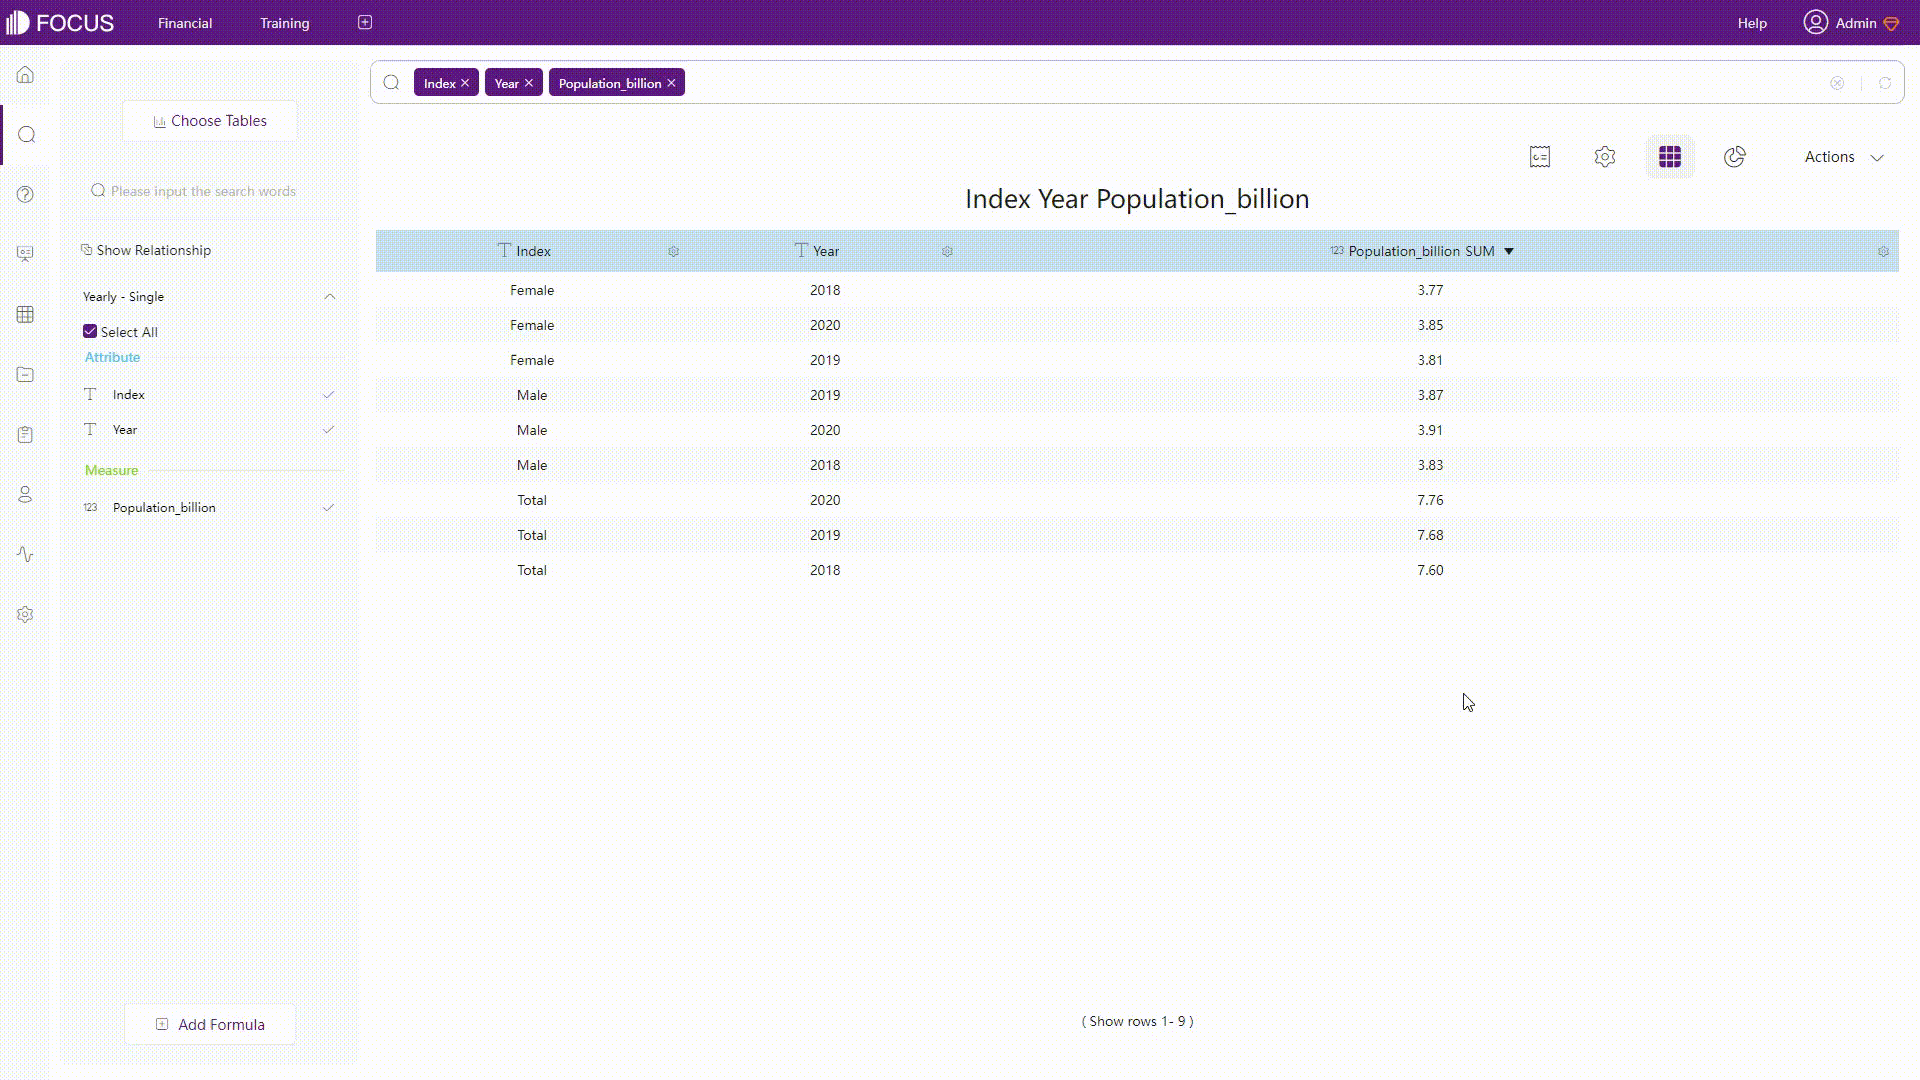 FOCUS Financial Training Help Admin
Index Year Population_billion
Choose Tables
Please input the search words
Show Relationship
Yearly - Single
Select All
Attribute
T Index
T Year
Measure
123 Population_billion
Add Formula
Actions
Index Year Population_billion
T Index T Year 123 Population_billion SUM
Female 2018 3.77
Female 2020 3.85
Female 2019 3.81
Male 2019 3.87
Male 2020 3.91
Male 2018 3.83
Total 2020 7.76
Total 2019 7.68
Total 2018 7.60
( Show rows 1- 9 )